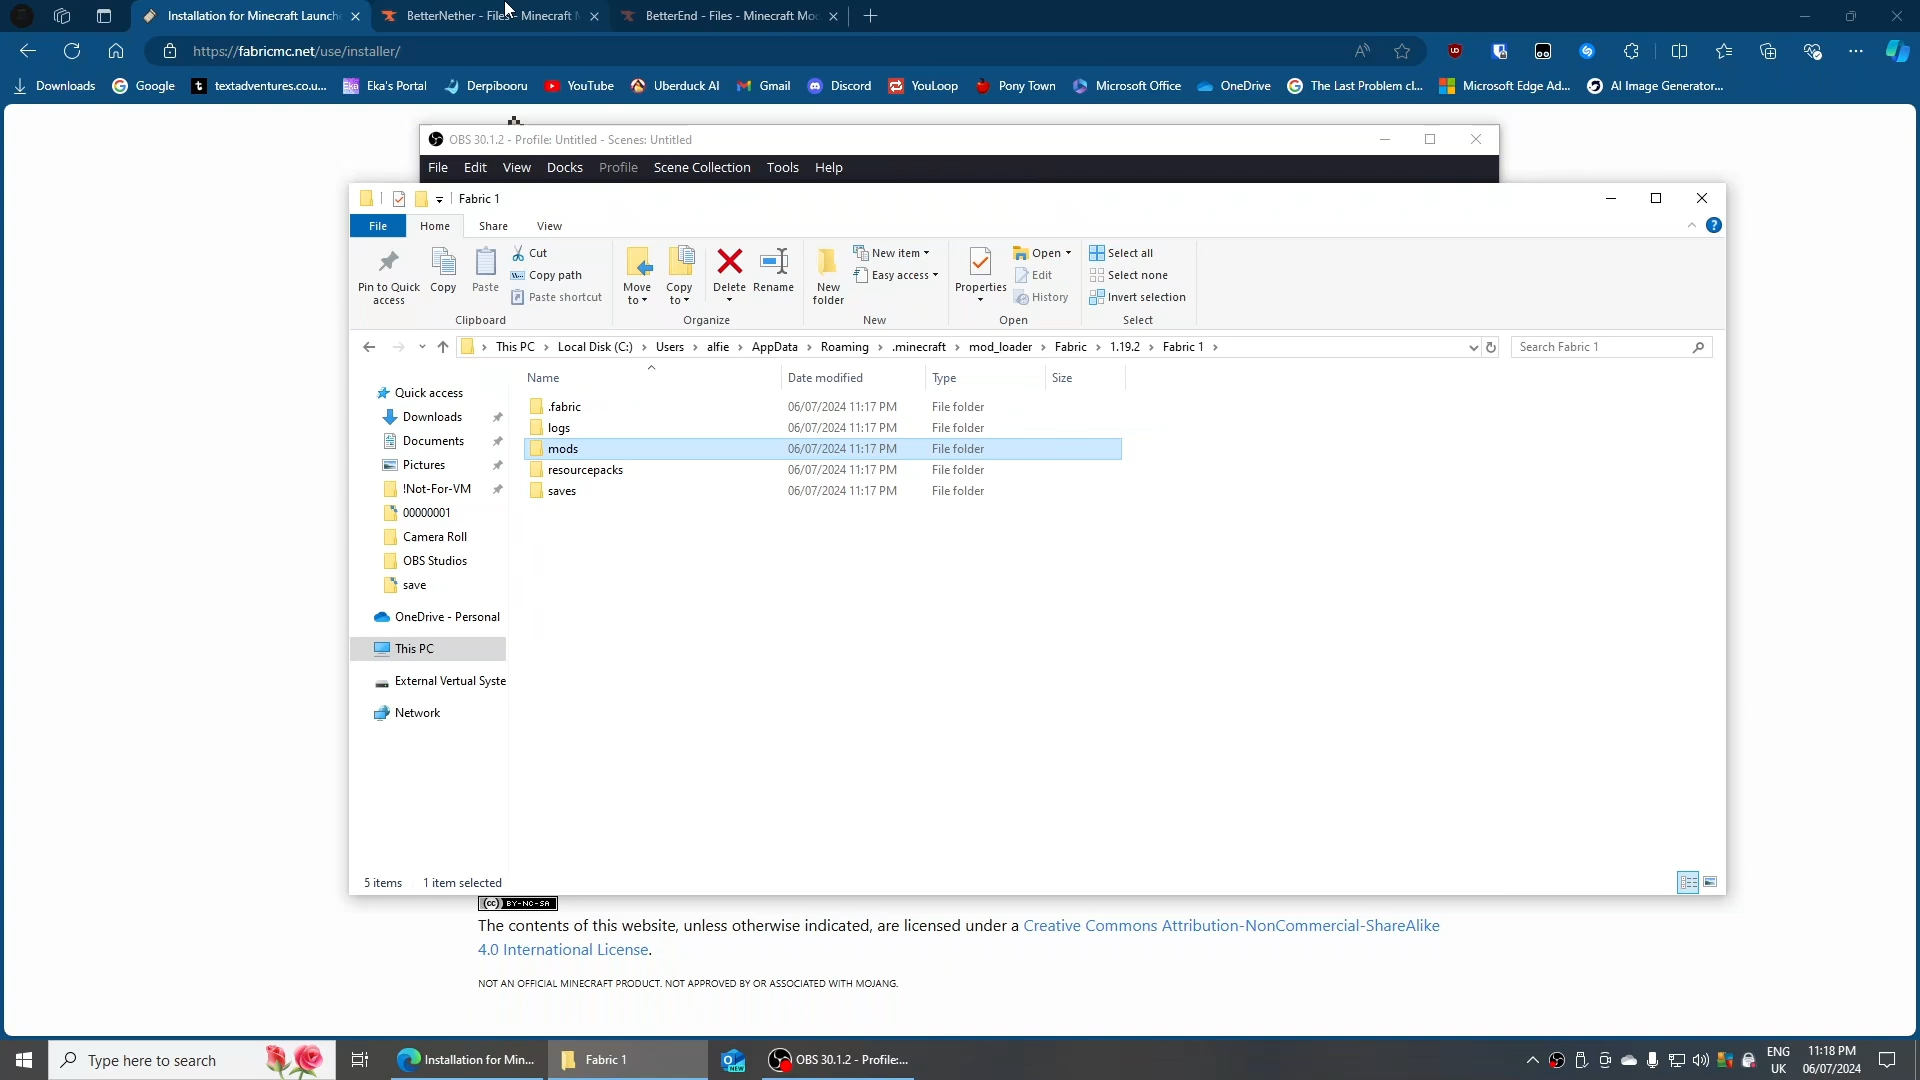 Installation for Minecraft Launch
BetterNether - Files - Minecraft M
BetterEnd - Files - Minecraft Mo
https://fabricmc.net/use/installer/
Downloads
Google
textadventures.co.u...
Eka's Portal
Derpibooru
YouTube
Uberduck AI
Gmail
Discord
YouLoop
Pony Town
Microsoft Office
OneDrive
The Last Problem cl...
Microsoft Edge Ad...
AI Image Generator...
OBS 30.1.2 - Profile: Untitled - Scenes: Untitled
File Edit View Docks Profile Scene Collection Tools Help
Fabric 1
File Home Share View
Pin to Quick access
Copy
Paste
Cut
Copy path
Paste shortcut
Clipboard
Move to
Copy to
Delete
Rename
Organize
New folder
New item
Easy access
New
Properties
Open
Edit
History
Open
Select all
Select none
Invert selection
Select
This PC › Local Disk (C:) › Users › alfie › AppData › Roaming › .minecraft › mod_loader › Fabric › 1.19.2 › Fabric 1 ›
Search Fabric 1
Name Date modified Type Size
.fabric 06/07/2024 11:17 PM File folder
logs 06/07/2024 11:17 PM File folder
mods 06/07/2024 11:17 PM File folder
resourcepacks 06/07/2024 11:17 PM File folder
saves 06/07/2024 11:17 PM File folder
Quick access
Downloads
Documents
Pictures
!Not-For-VM
00000001
Camera Roll
OBS Studios
save
OneDrive - Personal
This PC
External Vertual Syste
Network
5 items 1 item selected
(cc) BY-NC-SA
The contents of this website, unless otherwise indicated, are licensed under a Creative Commons Attribution-NonCommercial-ShareAlike
4.0 International License.
NOT AN OFFICIAL MINECRAFT PRODUCT. NOT APPROVED BY OR ASSOCIATED WITH MOJANG.
Type here to search
Installation for Min...
Fabric 1
NEW
OBS 30.1.2 - Profile:...
ENG
UK
11:18 PM
06/07/2024